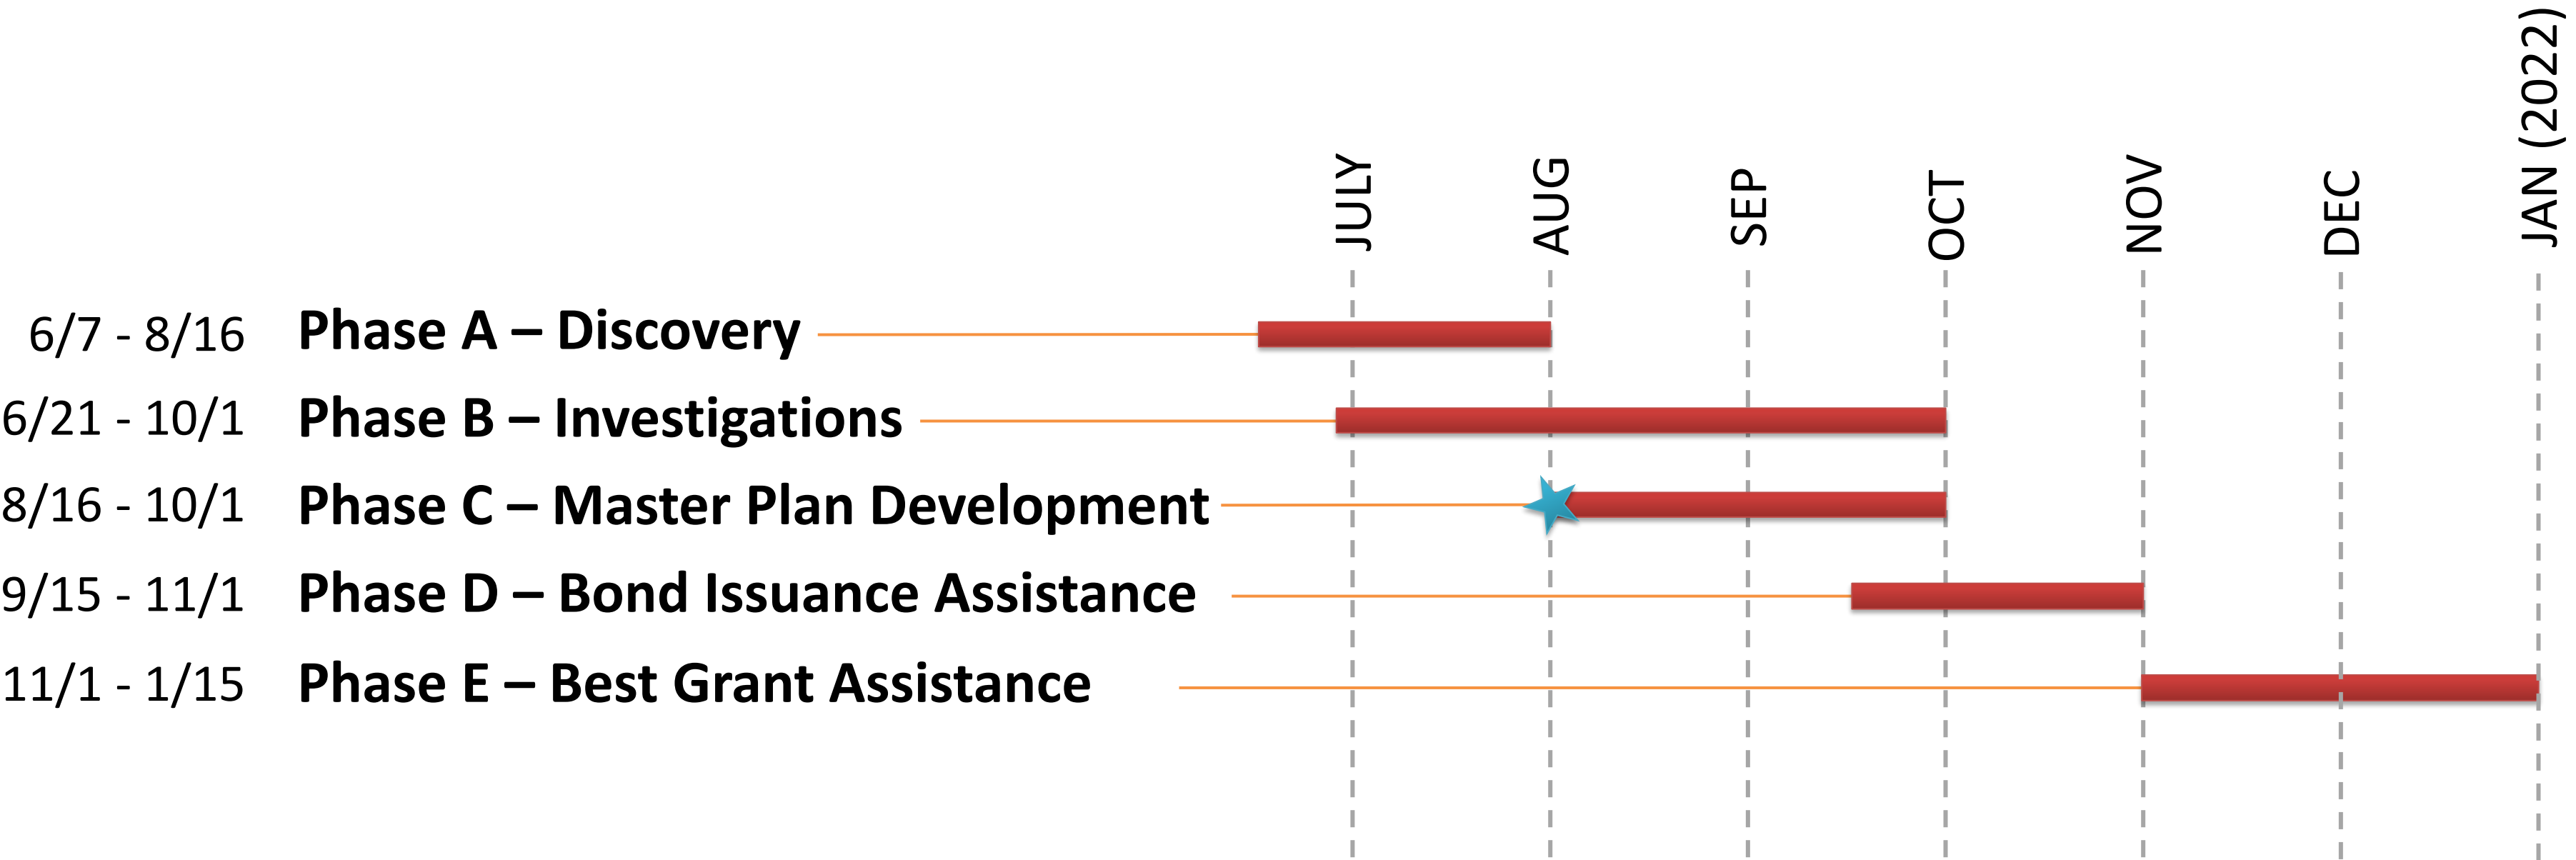 JULY AUG SEP OCT NOV DEC JAN (2022)
6/7 - 8/16 Phase A – Discovery
6/21 - 10/1 Phase B – Investigations
8/16 - 10/1 Phase C – Master Plan Development
9/15 - 11/1 Phase D – Bond Issuance Assistance
11/1 - 1/15 Phase E – Best Grant Assistance